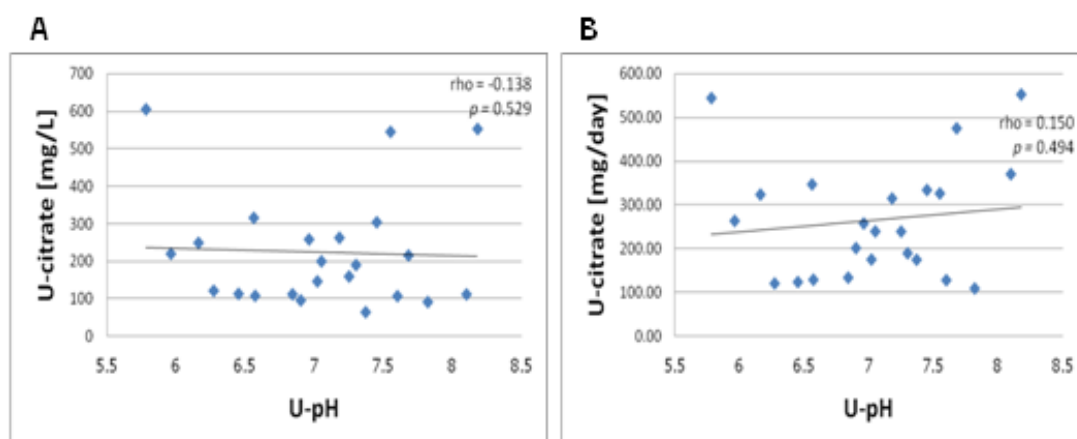 A
U-citrate [mg/L]
700
600
500
400
300
200
100
0
rho = -0.138
p = 0.529
5.5 6 6.5 7 7.5 8 8.5
U-pH
B
U-citrate [mg/day]
600.00
500.00
400.00
300.00
200.00
100.00
0.00
rho = 0.150
p = 0.494
5.5 6 6.5 7 7.5 8 8.5
U-pH